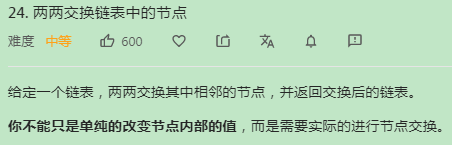 24. 两两交换链表中的节点
难度 中等 600
给定一个链表，两两交换其中相邻的节点，并返回交换后的链表。
你不能只是单纯的改变节点内部的值，而是需要实际的进行节点交换。